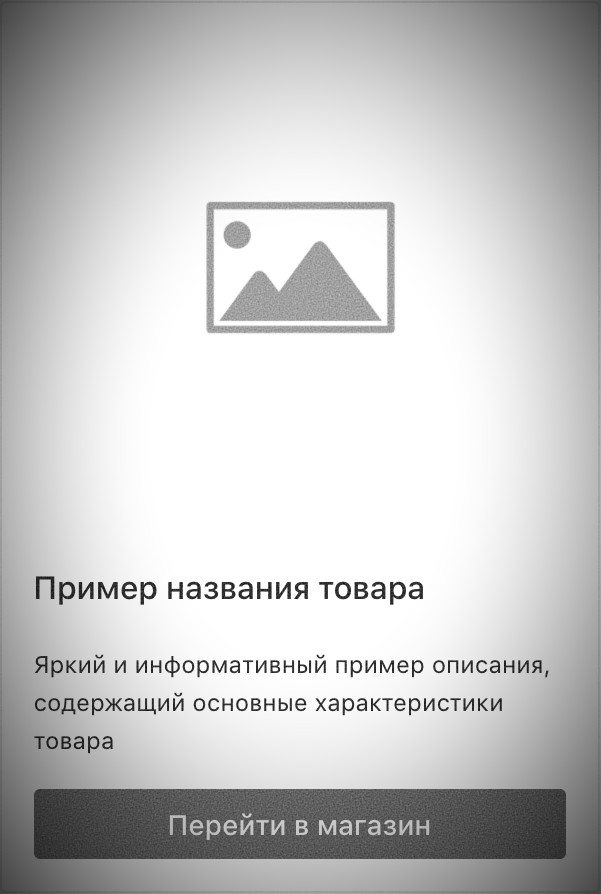 Пример названия товара
Яркий и информативный пример описания,
содержащий основные характеристики
товара
Перейти в магазин